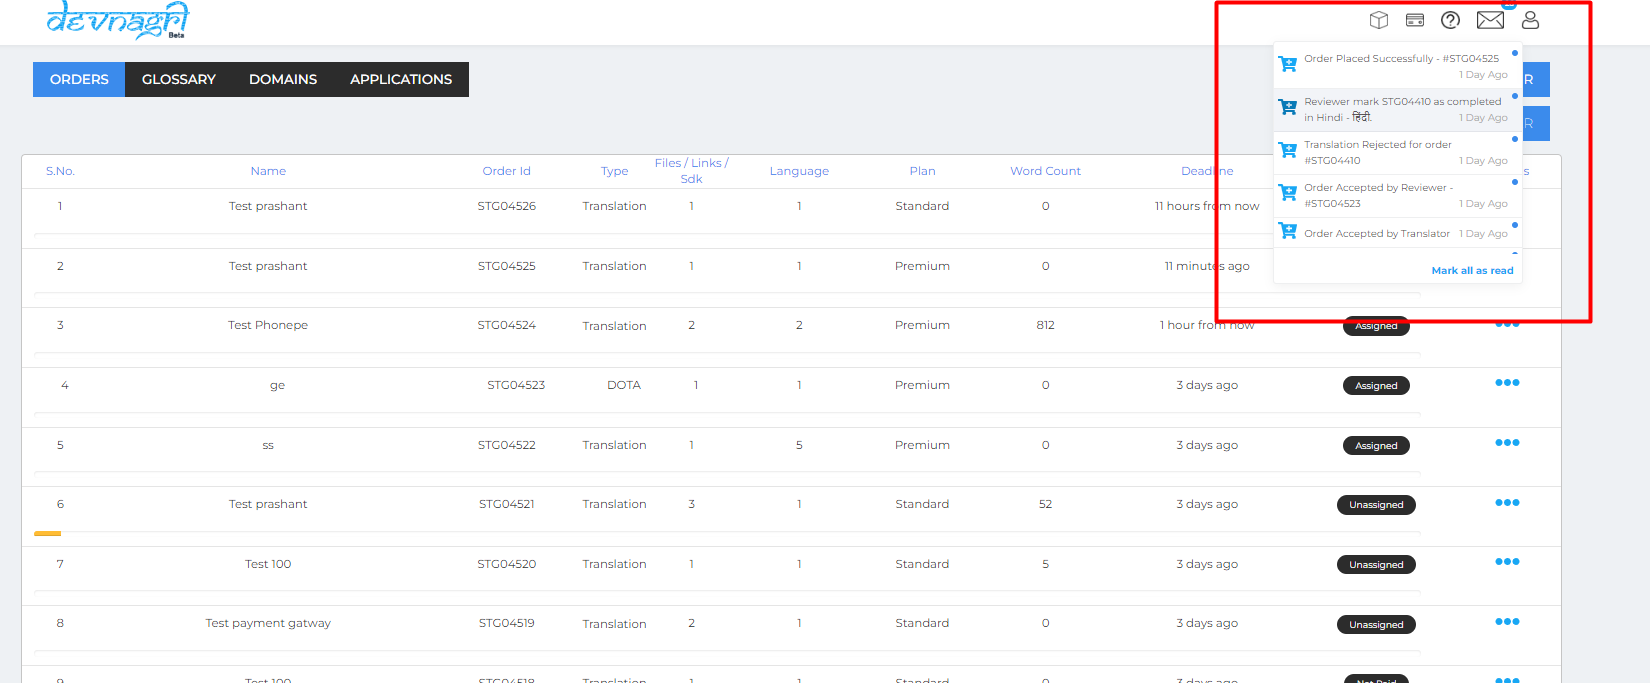 devnagri
Beta
ORDERS GLOSSARY DOMAINS APPLICATIONS
R
R
Order Placed Successfully - #STG04525
1 Day Ago
Reviewer mark STG04410 as completed
in Hindi - हिंदी. 1 Day Ago
Translation Rejected for order
#STG04410 1 Day Ago
Order Accepted by Reviewer -
#STG04523 1 Day Ago
Order Accepted by Translator 1 Day Ago
Mark all as read
S.No. Name Order Id Type Files / Links / Sdk Language Plan Word Count Deadline
1 Test prashant STG04526 Translation 1 1 Standard 0 11 hours from now
2 Test prashant STG04525 Translation 1 1 Premium 0 11 minutes ago
3 Test Phonepe STG04524 Translation 2 2 Premium 812 1 hour from now Assigned
4 ge STG04523 DOTA 1 1 Premium 0 3 days ago Assigned
5 ss STG04522 Translation 1 5 Premium 0 3 days ago Assigned
6 Test prashant STG04521 Translation 3 1 Standard 52 3 days ago Unassigned
7 Test 100 STG04520 Translation 1 1 Standard 5 3 days ago Unassigned
8 Test payment gatway STG04519 Translation 2 1 Standard 0 3 days ago Unassigned
9 Test 100 STG04518 Translation 1 1 Standard 0 3 days ago Not Paid